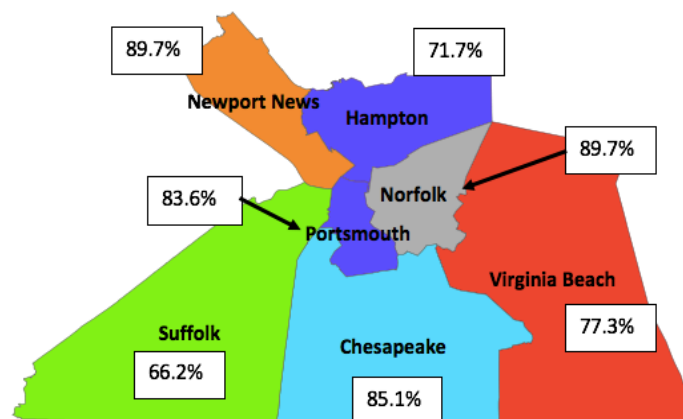 89.7%
71.7%
Newport News
Hampton
89.7%
83.6%
Norfolk
Portsmouth
Virginia Beach
77.3%
Suffolk
66.2%
Chesapeake
85.1%